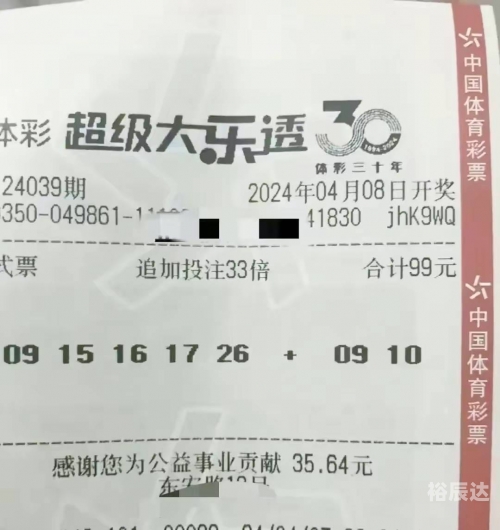 体彩 超级大乐透 30
1994-2024
体彩三十年
24039期 2024年04月08日开奖
0350-049861-11 41830 jhK9WQ
式票 追加投注33倍 合计99元
09 15 16 17 26 + 09 10
感谢您为公益事业贡献 35.64元
中国体育彩票
中国体育彩票
裕辰达